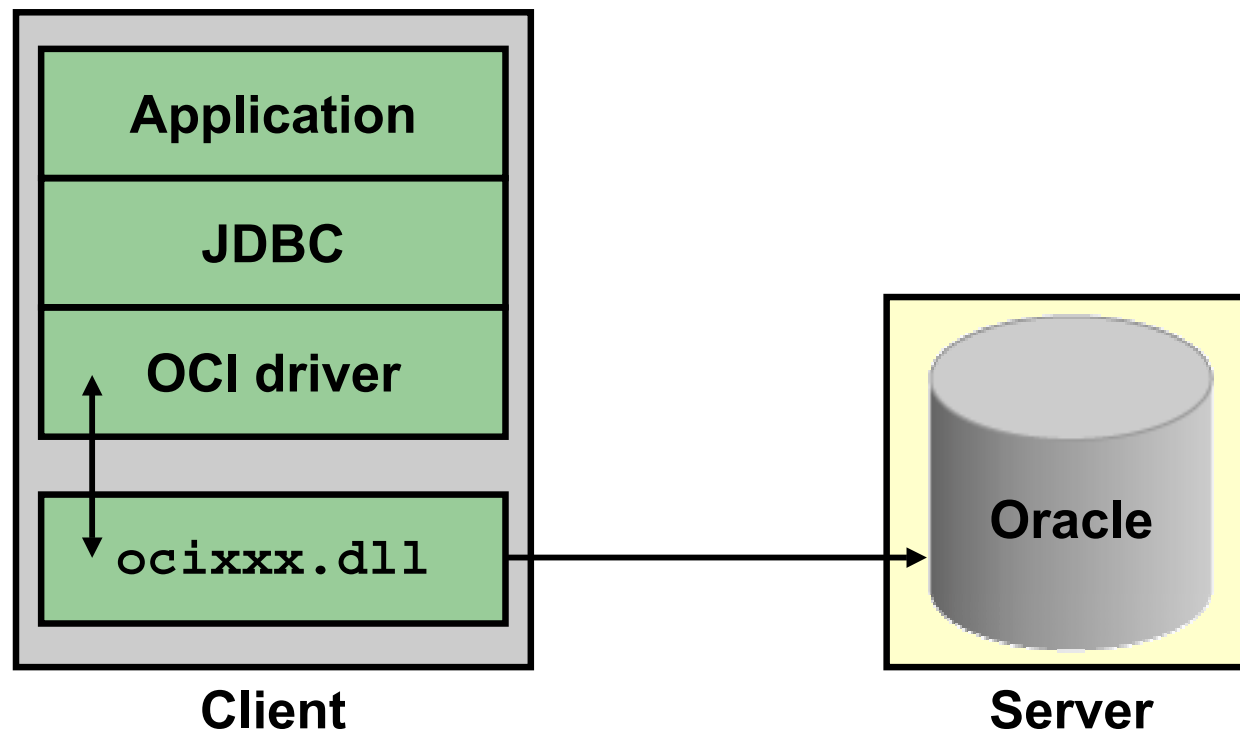 Application
JDBC
OCI driver
ocixxx.dll
Oracle
Client
Server